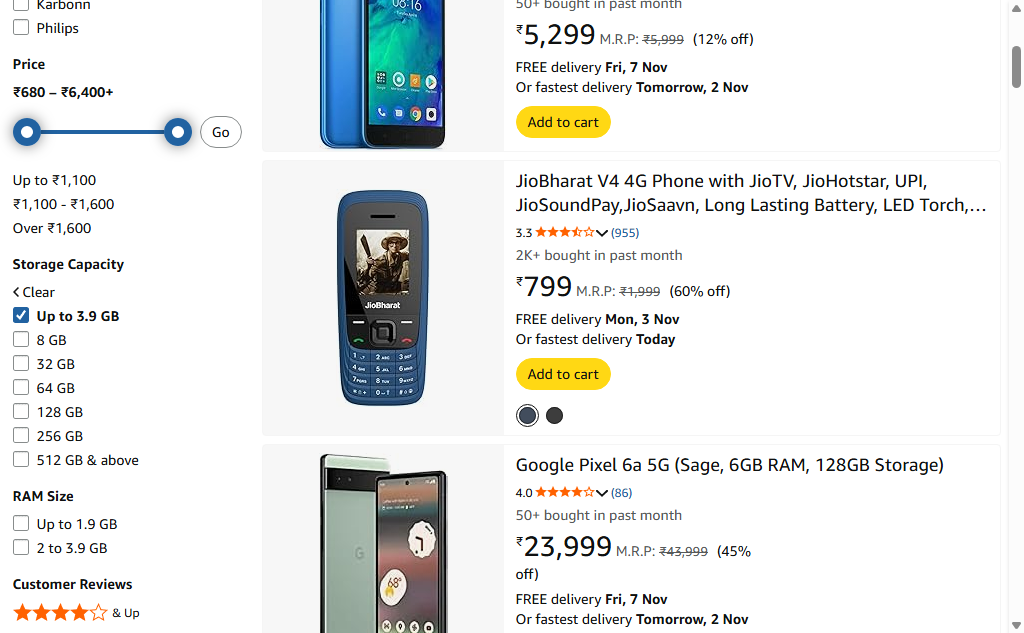 Karbonn
Philips
Price
₹680 – ₹6,400+
Go
Up to ₹1,100
₹1,100 - ₹1,600
Over ₹1,600
Storage Capacity
Clear
Up to 3.9 GB
8 GB
32 GB
64 GB
128 GB
256 GB
512 GB & above
RAM Size
Up to 1.9 GB
2 to 3.9 GB
Customer Reviews
& Up
50+ bought in past month
₹5,299 M.R.P: ₹5,999 (12% off)
FREE delivery Fri, 7 Nov
Or fastest delivery Tomorrow, 2 Nov
Add to cart
JioBharat
JioBharat V4 4G Phone with JioTV, JioHotstar, UPI,
JioSoundPay,JioSaavn, Long Lasting Battery, LED Torch,…
3.3 (955)
2K+ bought in past month
₹799 M.R.P: ₹1,999 (60% off)
FREE delivery Mon, 3 Nov
Or fastest delivery Today
Add to cart
Google Pixel 6a 5G (Sage, 6GB RAM, 128GB Storage)
4.0 (86)
50+ bought in past month
₹23,999 M.R.P: ₹43,999 (45%
off)
FREE delivery Fri, 7 Nov
Or fastest delivery Tomorrow, 2 Nov